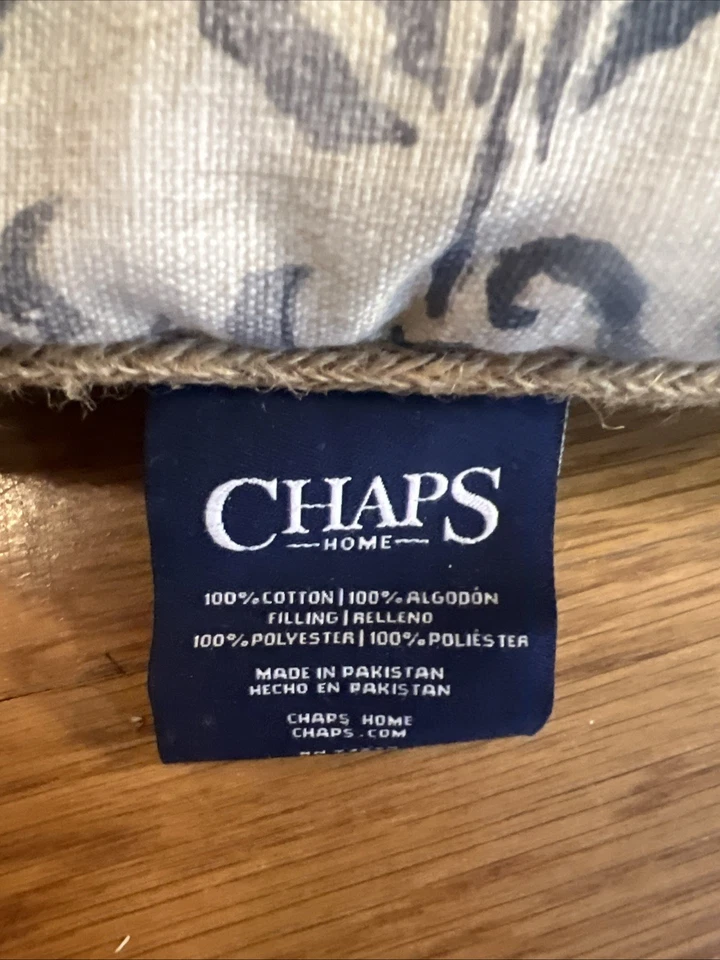 CHAPS
HOME
100% COTTON | 100% ALGODÓN
FILLING | RELLENO
100% POLYESTER | 100% POLIÉSTER
MADE IN PAKISTAN
HECHO EN PAKISTAN
CHAPS HOME
CHAPS.COM